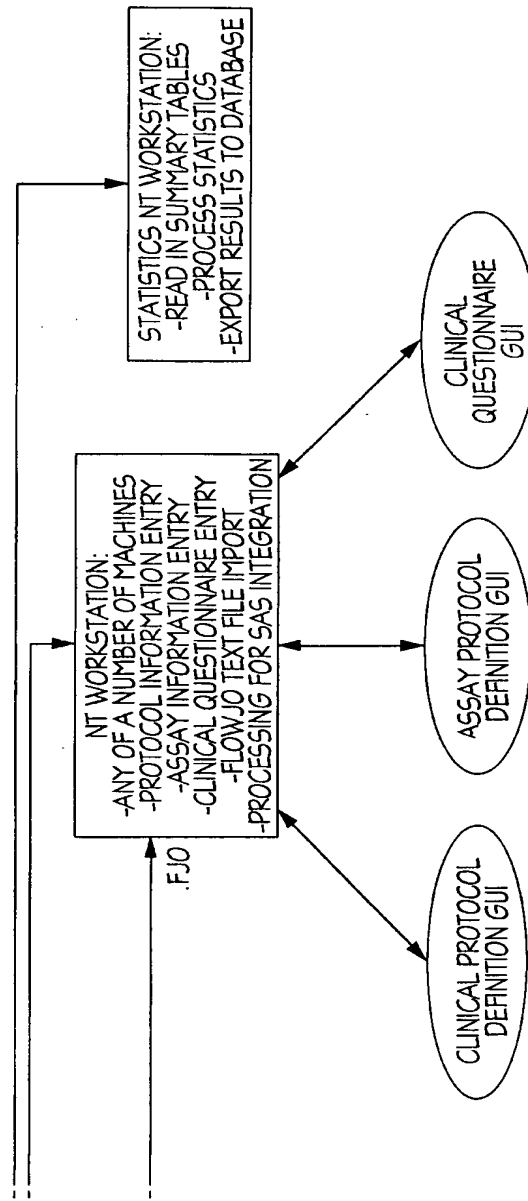 NT WORKSTATION:
-ANY OF A NUMBER OF MACHINES
-PROTOCOL INFORMATION ENTRY
-ASSAY INFORMATION ENTRY
-CLINICAL QUESTIONNAIRE ENTRY
-FLOWJO TEXT FILE IMPORT
-PROCESSING FOR SAS INTEGRATION
.FJO
STATISTICS NT WORKSTATION:
-READ IN SUMMARY TABLES
-PROCESS STATISTICS
-EXPORT RESULTS TO DATABASE
CLINICAL PROTOCOL
DEFINITION GUI
ASSAY PROTOCOL
DEFINITION GUI
CLINICAL
QUESTIONNAIRE
GUI